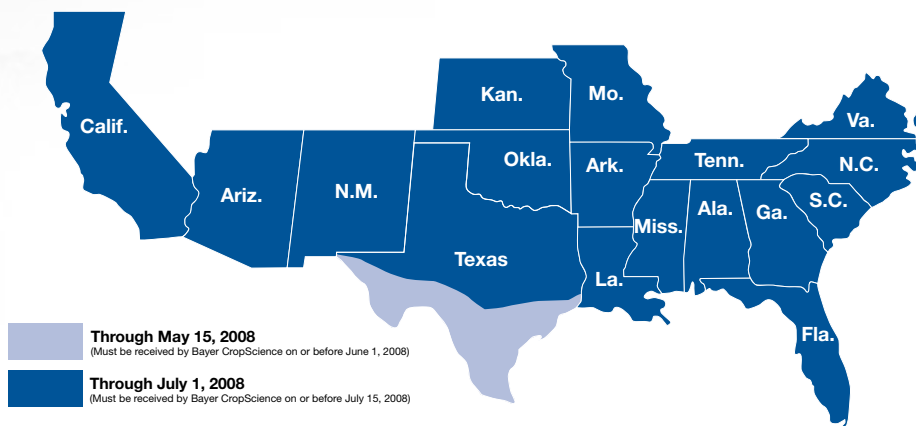 Kan.
Mo.
Calif.
Va.
Okla.
Ark.
Tenn.
N.C.
Ariz.
N.M.
S.C.
Miss.
Ala.
Ga.
Texas
La.
Fla.
Through May 15, 2008
(Must be received by Bayer CropScience on or before June 1, 2008)
Through July 1, 2008
(Must be received by Bayer CropScience on or before July 15, 2008)